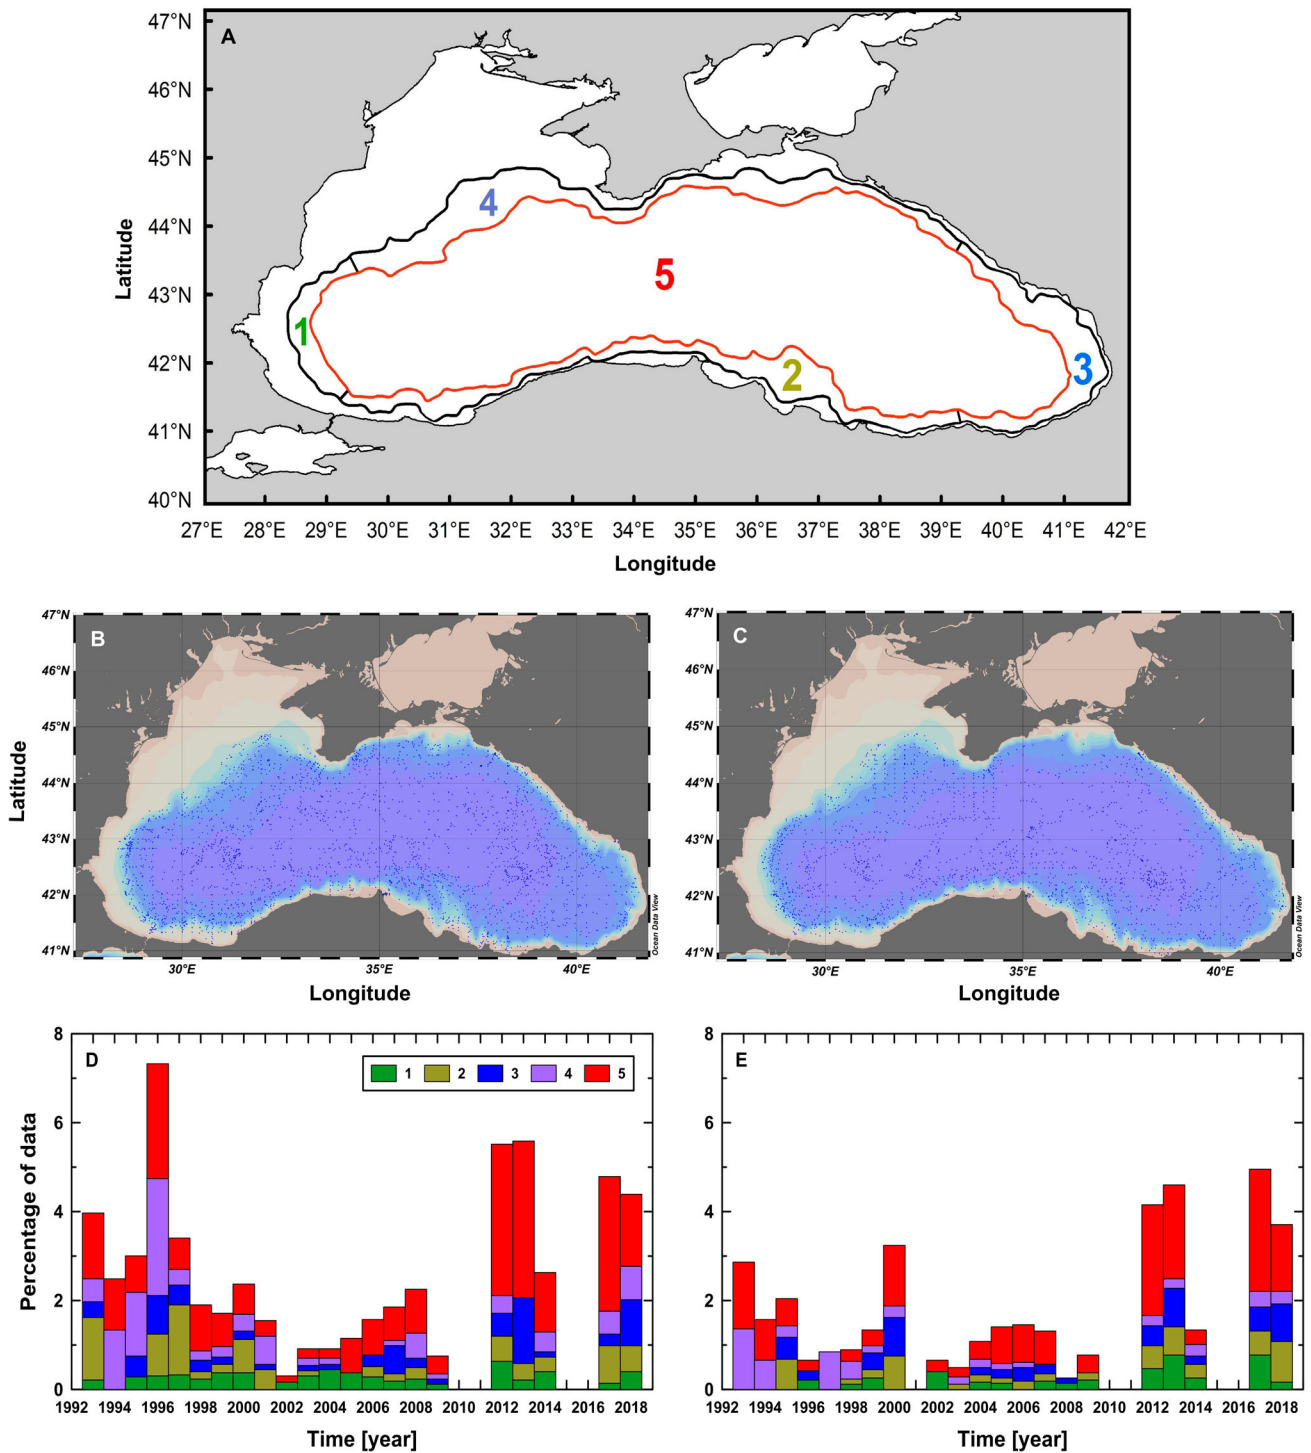 A
47°N
46°N
45°N
44°N
43°N
42°N
41°N
40°N
Latitude
1
2
3
4
5
27°E 28°E 29°E 30°E 31°E 32°E 33°E 34°E 35°E 36°E 37°E 38°E 39°E 40°E 41°E 42°E
Longitude
B
47°N
46°N
45°N
44°N
43°N
42°N
41°N
Latitude
30°E 35°E 40°E
Longitude
Ocean Data View
C
47°N
46°N
45°N
44°N
43°N
42°N
41°N
30°E 35°E 40°E
Longitude
Ocean Data View
D
1 2 3 4 5
8
6
4
2
0
Percentage of data
1992 1994 1996 1998 2000 2002 2004 2006 2008 2010 2012 2014 2016 2018
Time [year]
E
8
6
4
2
0
1992 1994 1996 1998 2000 2002 2004 2006 2008 2010 2012 2014 2016 2018
Time [year]